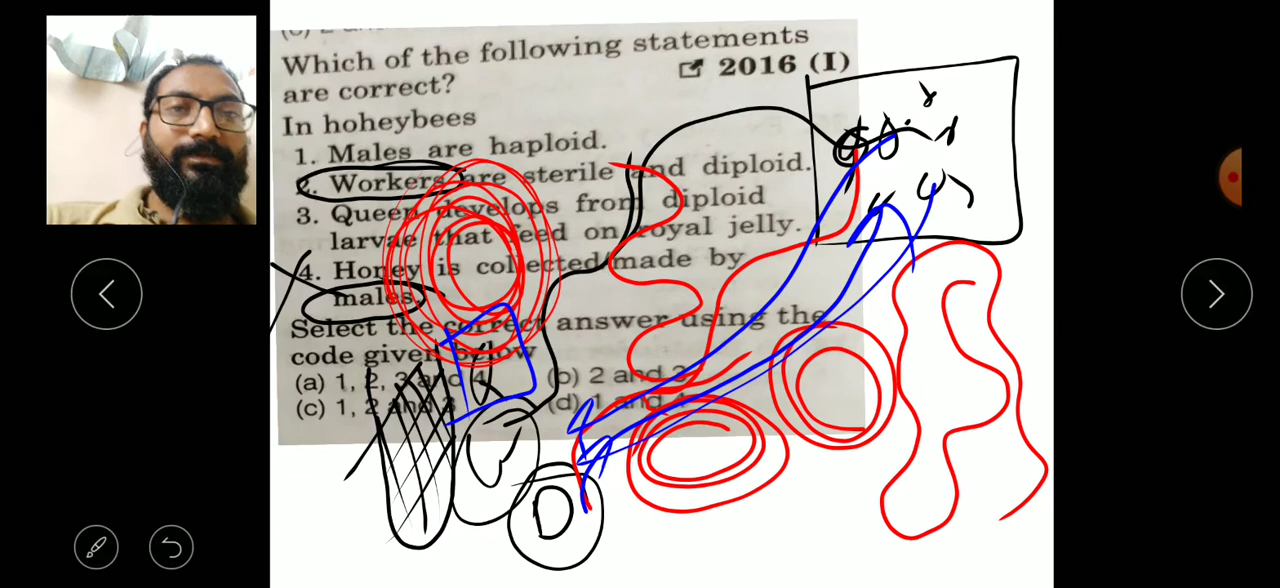 Which of the following statements
are correct? 2016 (I)
In hoheybees
1. Males are haploid.
2. Workers are sterile and diploid.
3. Queen develops from diploid
larvae that feed on royal jelly.
4. Honey is collected/made by
males.
Select the correct answer using the
code given below
(a) 1, 2, 3 and 4 (b) 2 and 3
(c) 1, 2 and 3 (d) 1 and 4
D